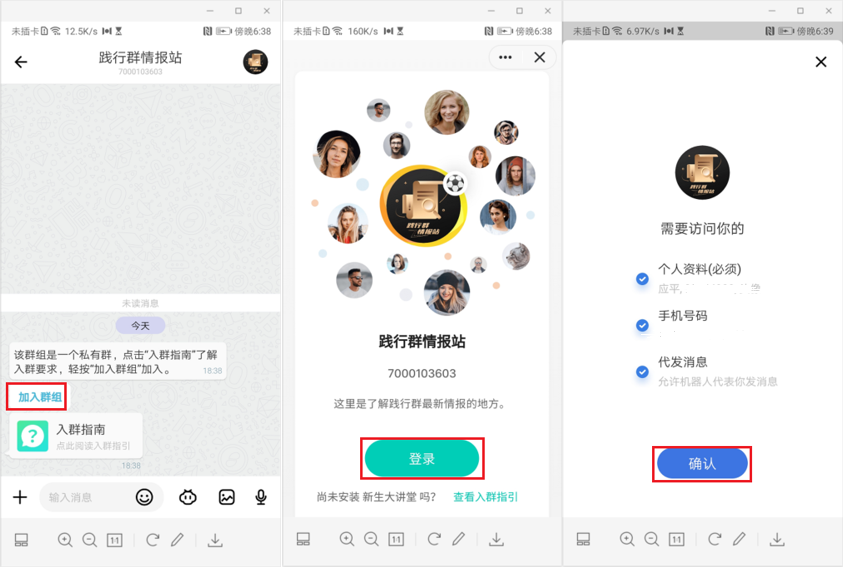 未插卡 12.5K/s 傍晚6:38
践行群情报站
7000103603
未读消息
今天
该群组是一个私有群，点击"入群指南"了解
入群要求，轻按"加入群组"加入。
18:38
加入群组
入群指南
点此阅读入群指引
18:38
输入消息
1:1
未插卡 160K/s 傍晚6:38
践行群
情报站
践行群情报站
7000103603
这里是了解践行群最新情报的地方。
登录
尚未安装 新生大讲堂 吗？ 查看入群指引
1:1
未插卡 6.97K/s 傍晚6:39
践行群
情报站
需要访问你的
个人资料(必须)
应平,
手机号码
代发消息
允许机器人代表你发消息
确认
1:1